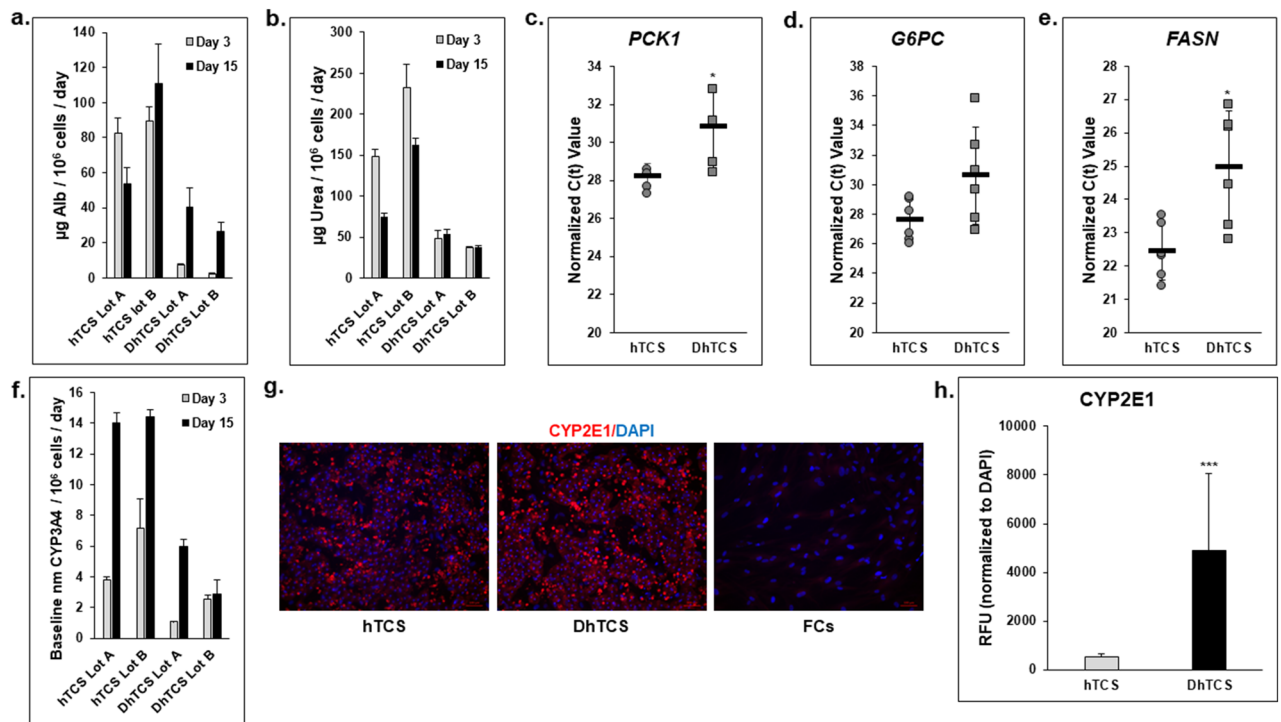 a.
140
120
100
80
60
40
20
0
µg Alb / 10⁶ cells / day
Day 3
Day 15
hTCS Lot A
hTCS lot B
DhTCS Lot A
DhTCS Lot B
b.
300
250
200
150
100
50
0
µg Urea / 10⁶ cells / day
Day 3
Day 15
hTCS Lot A
hTCS Lot B
DhTCS Lot A
DhTCS Lot B
c.
PCK1
34
32
30
28
26
24
22
20
Normalized C(t) Value
*
hTCS
DhTCS
d.
G6PC
38
36
34
32
30
28
26
24
22
20
Normalized C(t) Value
hTCS
DhTCS
e.
FASN
28
27
26
25
24
23
22
21
20
Normalized C(t) Value
*
hTCS
DhTCS
f.
16
14
12
10
8
6
4
2
0
Baseline nm CYP3A4 / 10⁶ cells / day
Day 3
Day 15
hTCS Lot A
hTCS Lot B
DhTCS Lot A
DhTCS Lot B
g.
CYP2E1/DAPI
hTCS
DhTCS
FCs
h.
CYP2E1
10000
8000
6000
4000
2000
0
RFU (normalized to DAPI)
***
hTCS
DhTCS